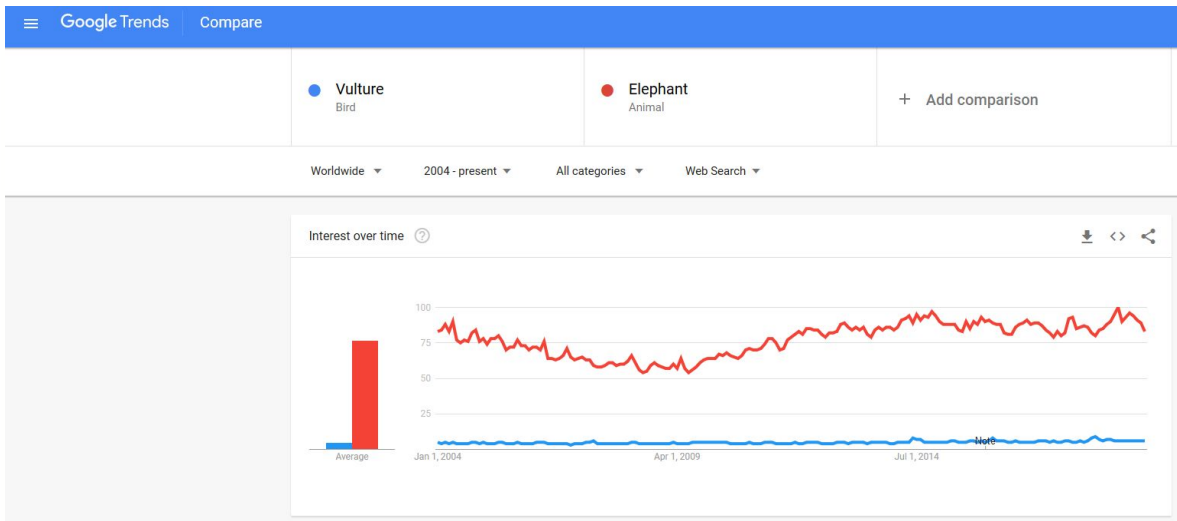 Google Trends Compare
Vulture
Bird
Elephant
Animal
+ Add comparison
Worldwide 2004 - present All categories Web Search
Interest over time
100
75
50
25
Note
Average
Jan 1, 2004 Apr 1, 2009 Jul 1, 2014